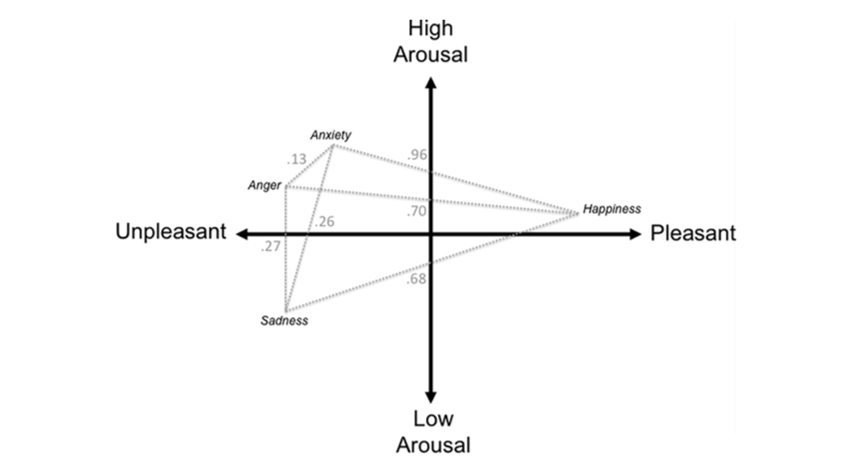 High
Arousal
Anxiety
.13
.96
Anger
.70
Happiness
.26
Unpleasant
Pleasant
.27
.68
Sadness
Low
Arousal